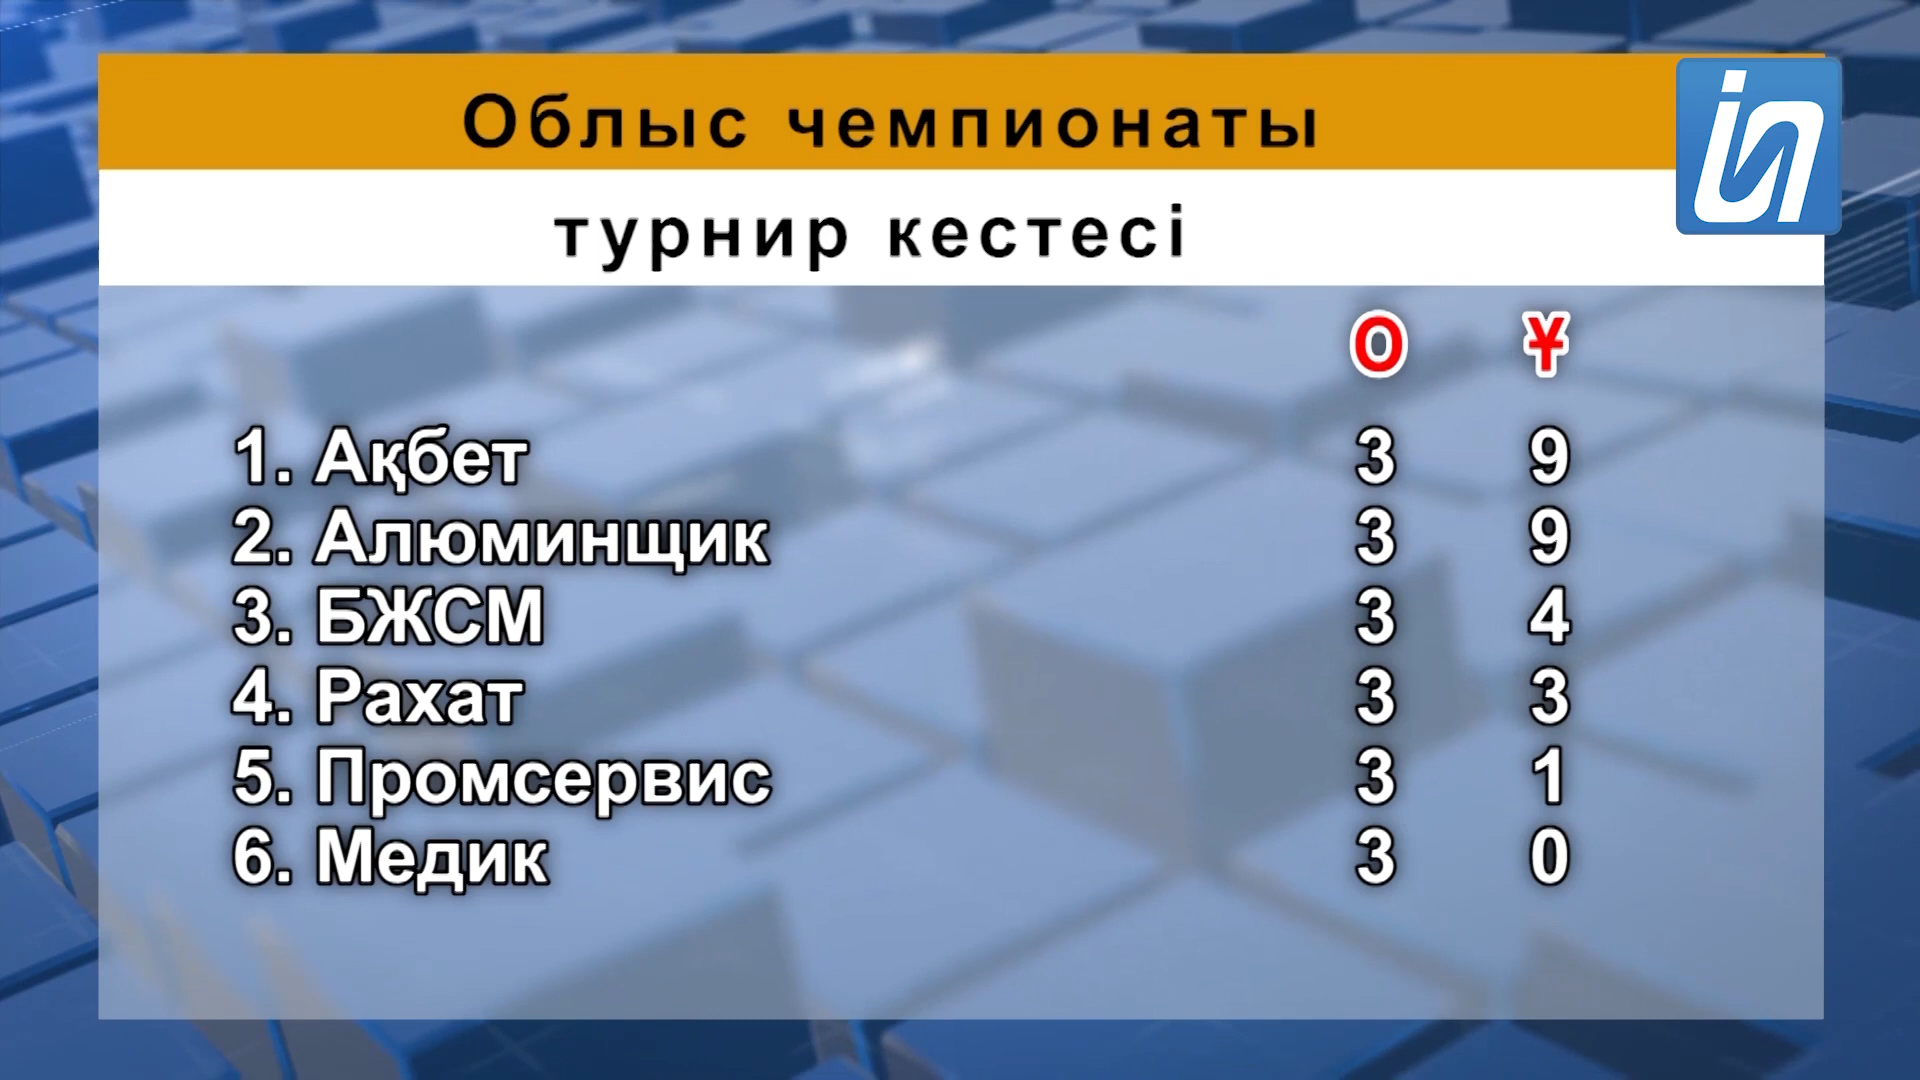 Облыс чемпионаты
турнир кестесі
О Ұ
1. Ақбет 3 9
2. Алюминщик 3 9
3. БЖСМ 3 4
4. Рахат 3 3
5. Промсервис 3 1
6. Медик 3 0